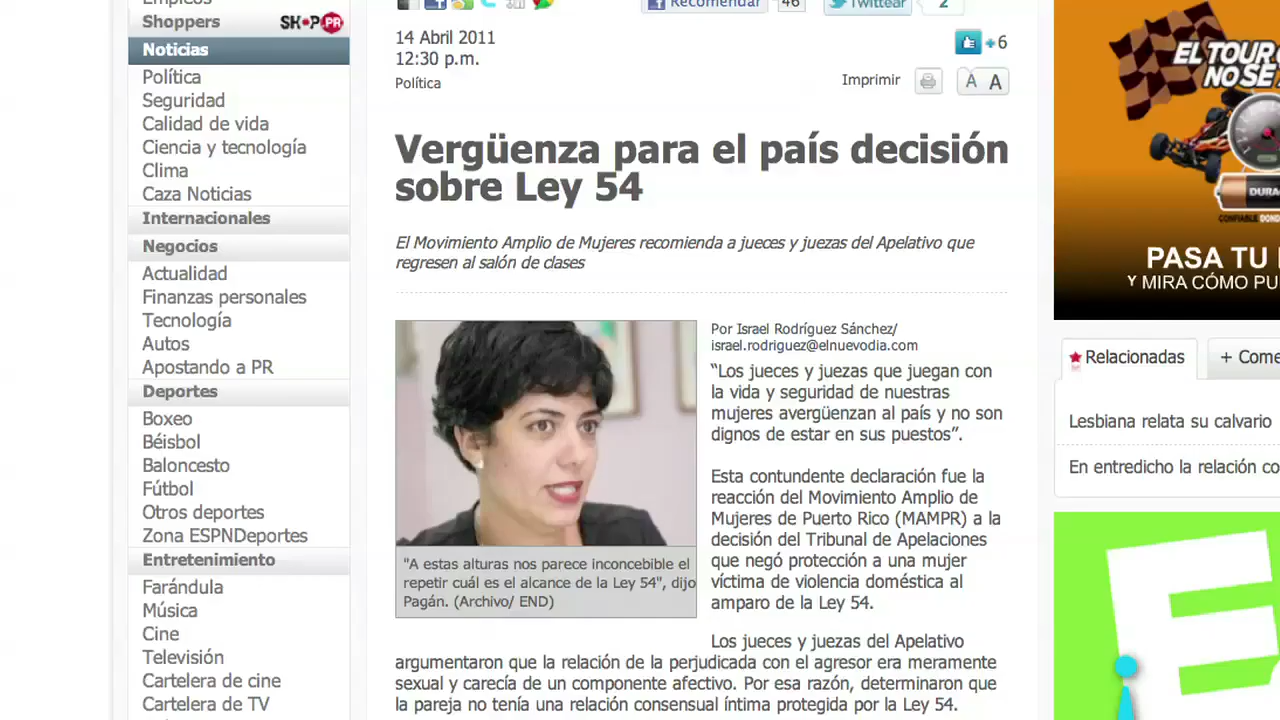 Empleos
Shoppers
SHOP.PR
Noticias
Política
Seguridad
Calidad de vida
Ciencia y tecnología
Clima
Caza Noticias
Internacionales
Negocios
Actualidad
Finanzas personales
Tecnología
Autos
Apostando a PR
Deportes
Boxeo
Béisbol
Baloncesto
Fútbol
Otros deportes
Zona ESPNDeportes
Entretenimiento
Farándula
Música
Cine
Televisión
Cartelera de cine
Cartelera de TV
Recomendar 46
Twittear 2
14 Abril 2011
12:30 p.m.
Política
+6
Imprimir
A A
Vergüenza para el país decisión
sobre Ley 54
El Movimiento Amplio de Mujeres recomienda a jueces y juezas del Apelativo que
regresen al salón de clases
"A estas alturas nos parece inconcebible el
repetir cuál es el alcance de la Ley 54", dijo
Pagán. (Archivo/ END)
Por Israel Rodríguez Sánchez/
israel.rodriguez@elnuevodia.com
“Los jueces y juezas que juegan con
la vida y seguridad de nuestras
mujeres avergüenzan al país y no son
dignos de estar en sus puestos”.
Esta contundente declaración fue la
reacción del Movimiento Amplio de
Mujeres de Puerto Rico (MAMPR) a la
decisión del Tribunal de Apelaciones
que negó protección a una mujer
víctima de violencia doméstica al
amparo de la Ley 54.
Los jueces y juezas del Apelativo
argumentaron que la relación de la perjudicada con el agresor era meramente
sexual y carecía de un componente afectivo. Por esa razón, determinaron que
la pareja no tenía una relación consensual íntima protegida por la Ley 54.
EL TOUR
NO SE
DURA
CONFIABLE
PASA TU
Y MIRA CÓMO
Relacionadas
+ Come
Lesbiana relata su calvario
En entredicho la relación co